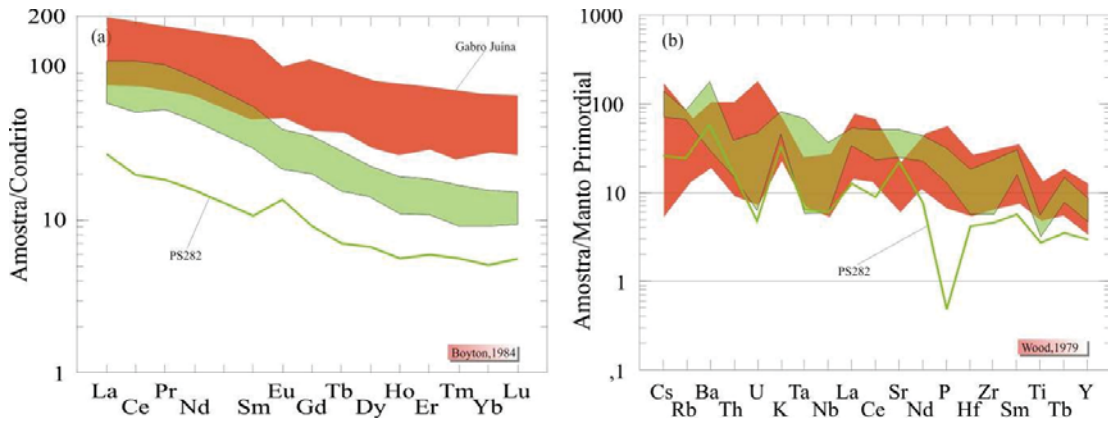 200
(a)
Gabro Juína
100
10
1
Amostra/Condrito
PS282
Boyton,1984
La Pr Eu Tb Ho Tm Lu
Ce Nd Sm Gd Dy Er Yb
1000
(b)
100
10
1
,1
Amostra/Manto Primordial
PS282
Wood,1979
Cs Ba U Ta La Sr P Zr Ti Y
Rb Th K Nb Ce Nd Hf Sm Tb